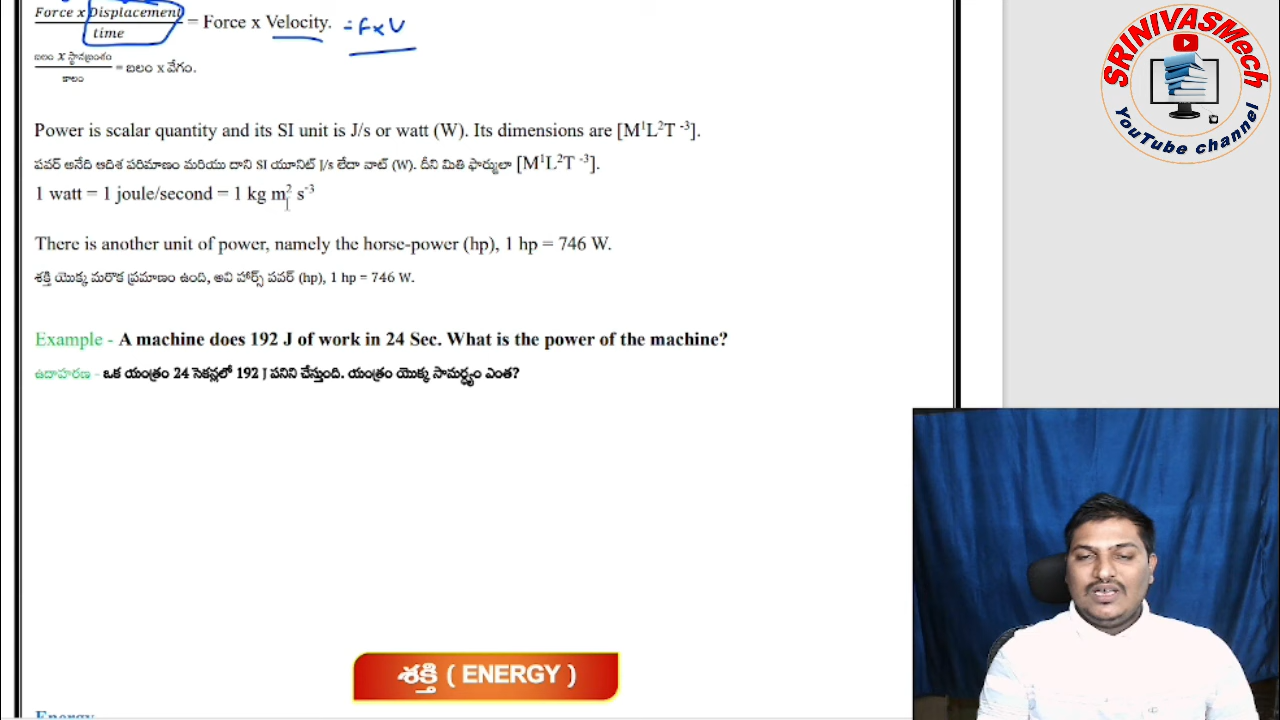 Force x Displacement
time
= Force x Velocity.
= F x V
బలం X స్థానభ్రంశం
కాలం
= బలం x వేగం.
Power is scalar quantity and its SI unit is J/s or watt (W). Its dimensions are [M¹L²T ⁻³].
పవర్ అనేది ఆదిశ పరిమాణం మరియు దాని SI యూనిట్ J/s లేదా వాట్ (W). దీని మితి ఫార్ములా [M¹L²T ⁻³].
1 watt = 1 joule/second = 1 kg m² s⁻³
There is another unit of power, namely the horse-power (hp), 1 hp = 746 W.
శక్తి యొక్క మరొక ప్రమాణం ఉంది, అవి హార్స్ పవర్ (hp), 1 hp = 746 W.
Example - A machine does 192 J of work in 24 Sec. What is the power of the machine?
ఉదాహరణ - ఒక యంత్రం 24 సెకన్లలో 192 J పనిని చేస్తుంది. యంత్రం యొక్క సామర్థ్యం ఎంత?
శక్తి ( ENERGY )
Energy
SRINIVASMech
YouTube channel